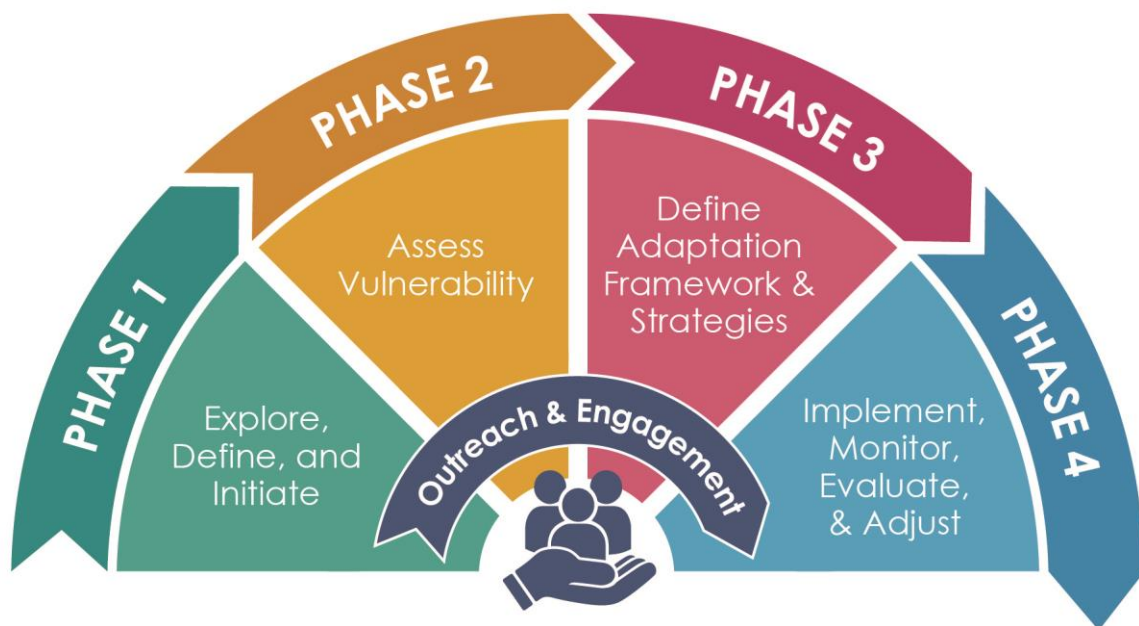 PHASE 1
Explore,
Define, and
Initiate
PHASE 2
Assess
Vulnerability
PHASE 3
Define
Adaptation
Framework &
Strategies
PHASE 4
Implement,
Monitor,
Evaluate,
& Adjust
Outreach & Engagement